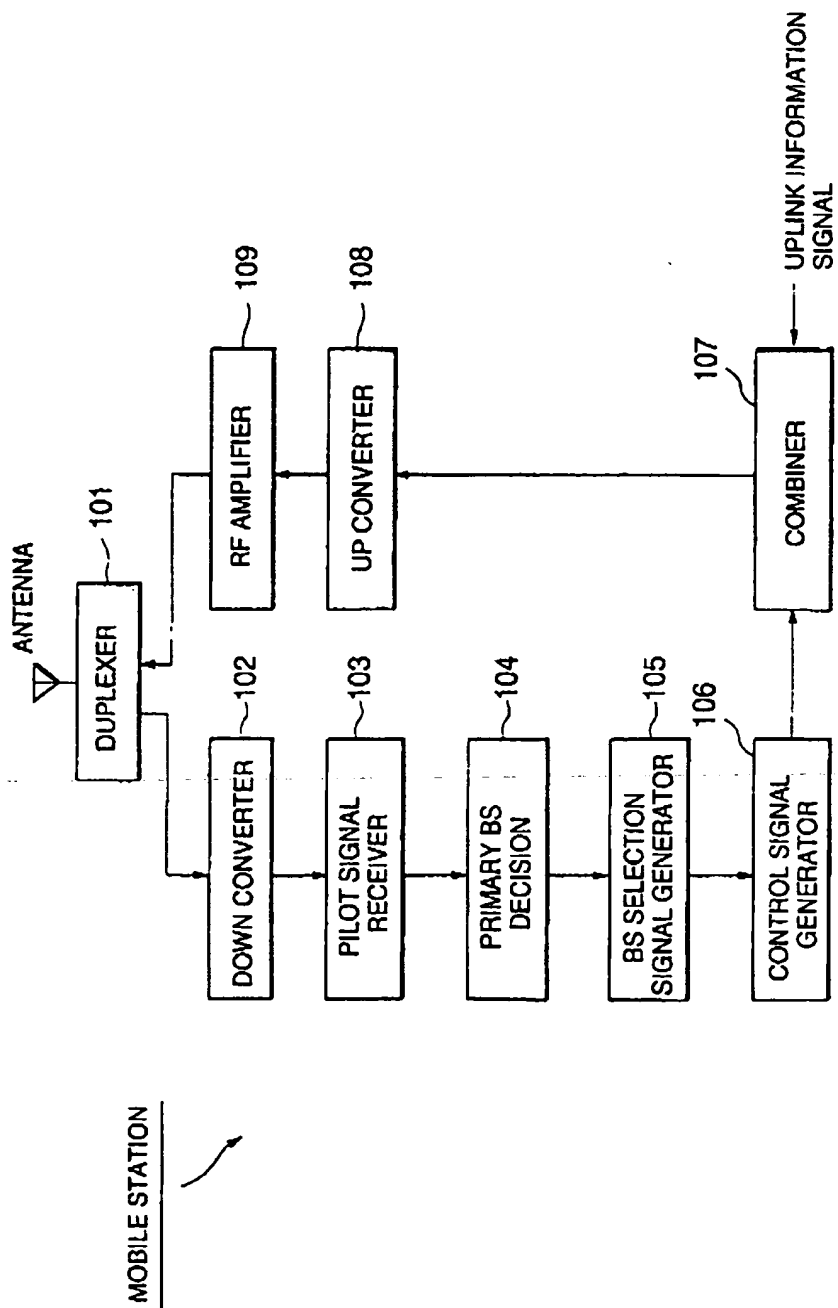 MOBILE STATION
ANTENNA
DUPLEXER
101
DOWN CONVERTER
102
PILOT SIGNAL
RECEIVER
103
PRIMARY BS
DECISION
104
BS SELECTION
SIGNAL GENERATOR
105
CONTROL SIGNAL
GENERATOR
106
RF AMPLIFIER
109
UP CONVERTER
108
COMBINER
107
UPLINK INFORMATION
SIGNAL